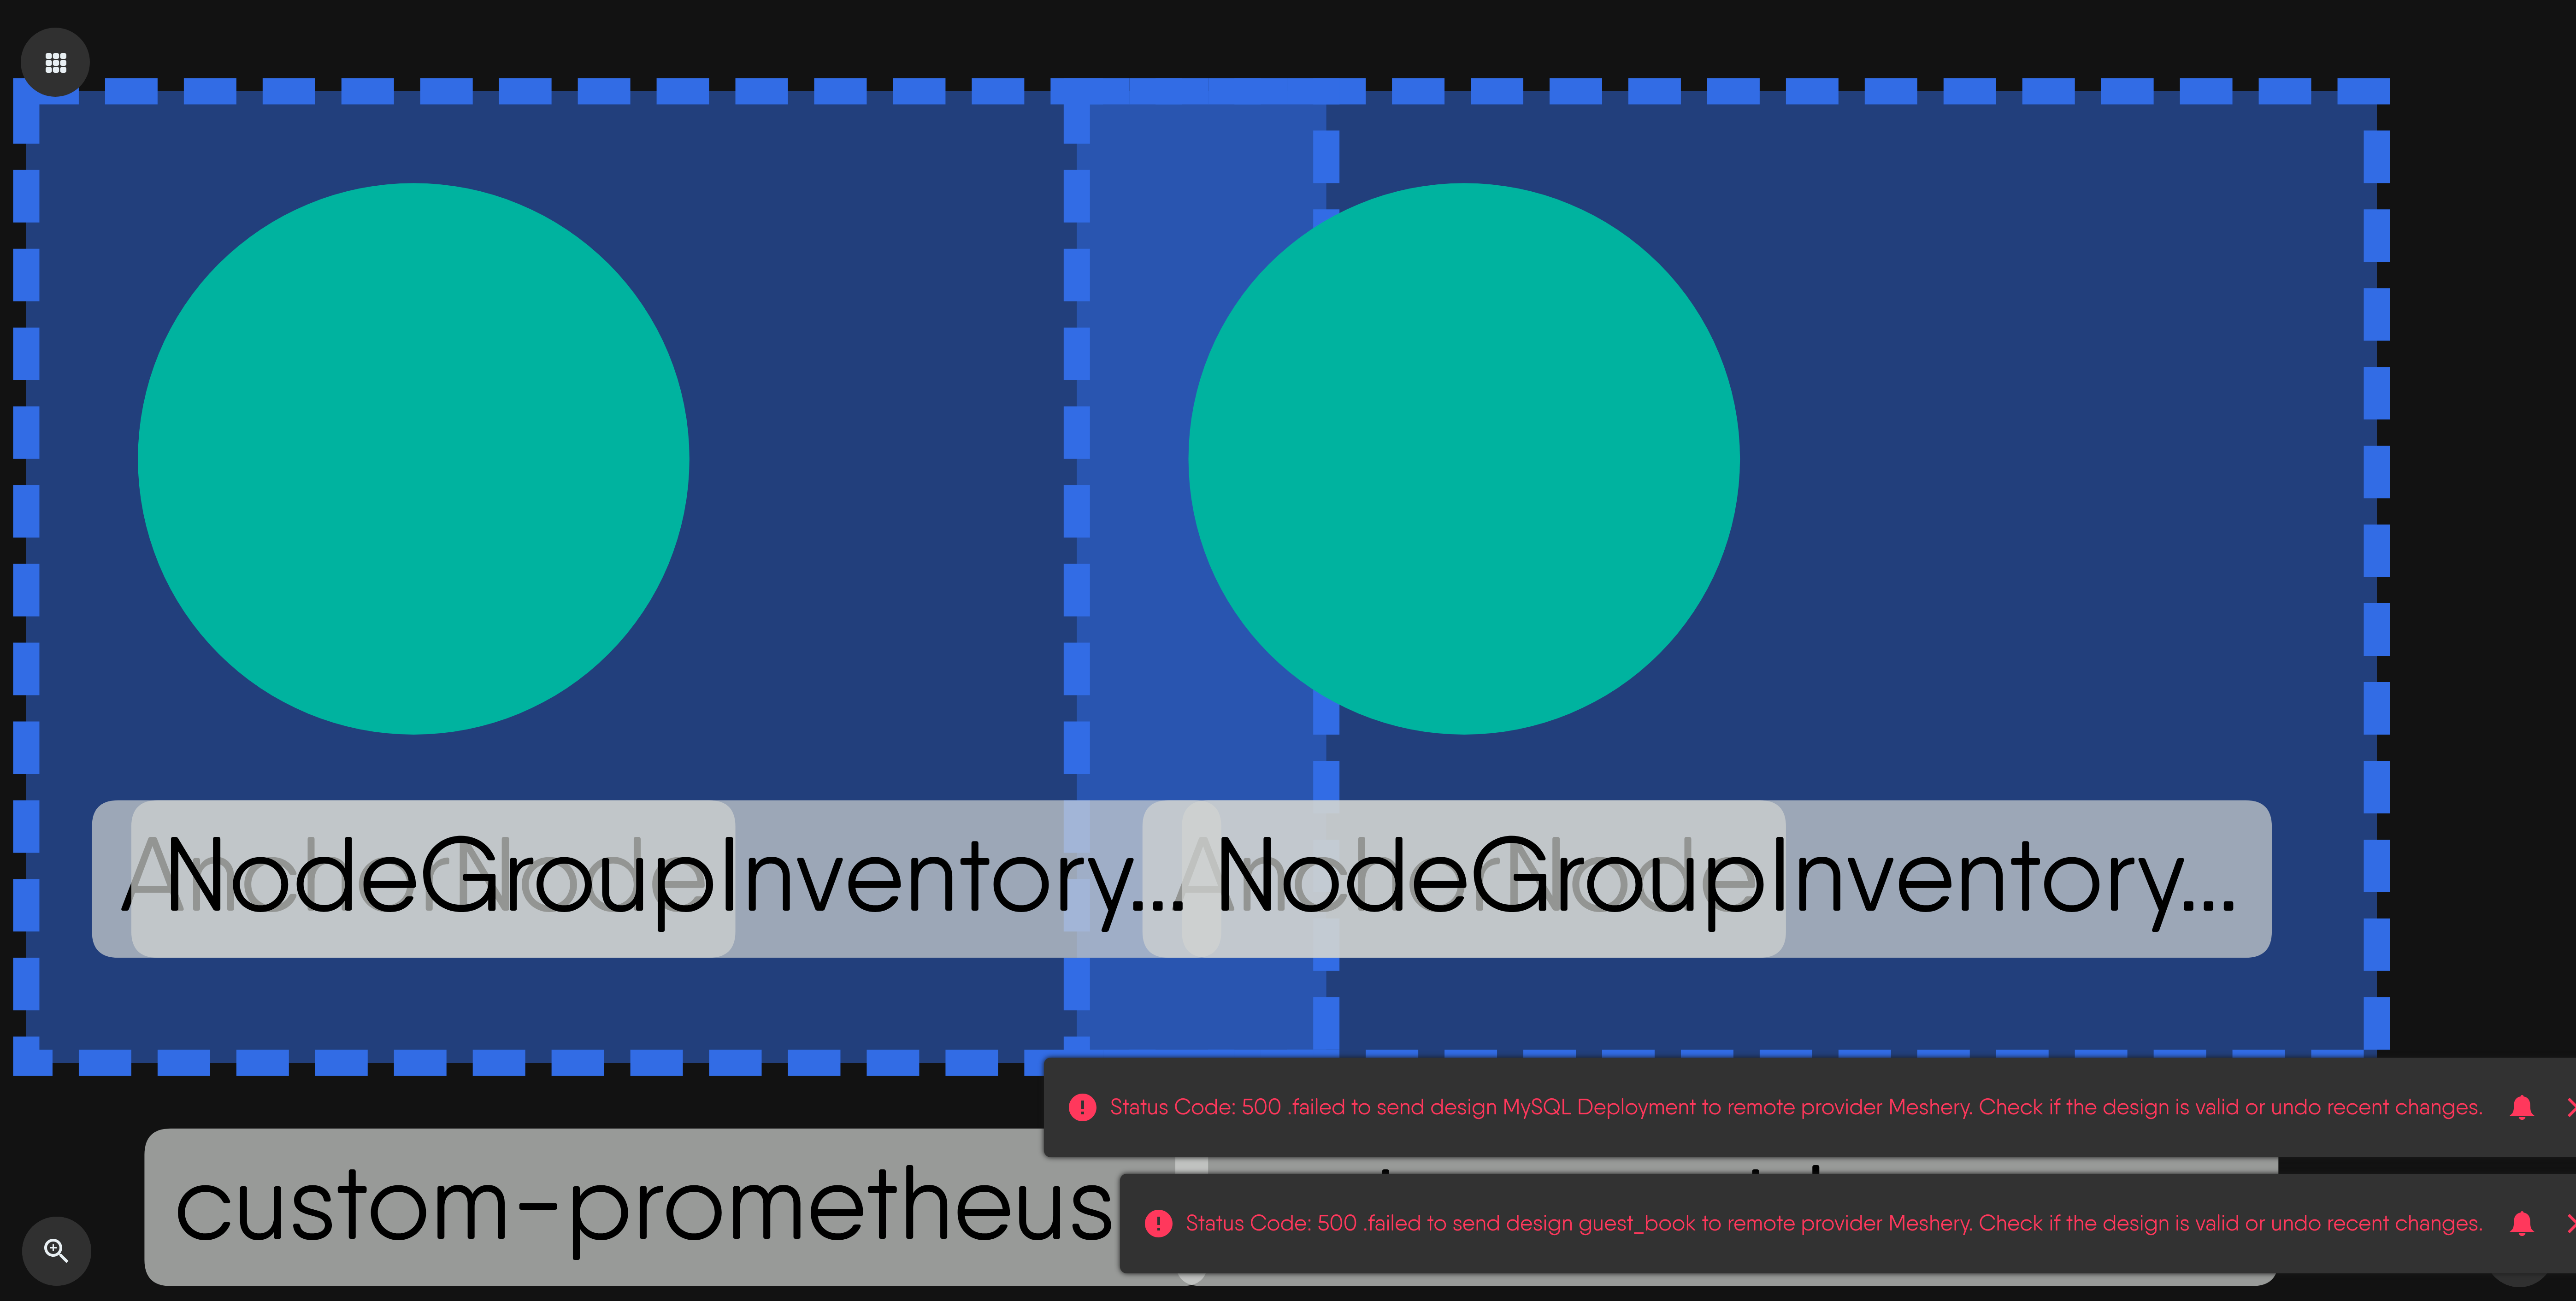 AnchorNode
NodeGroupInventory...
AnchorNode
NodeGroupInventory...
Status Code: 500 .failed to send design MySQL Deployment to remote provider Meshery. Check if the design is valid or undo recent changes.
custom-prometheus
Status Code: 500 .failed to send design guest_book to remote provider Meshery. Check if the design is valid or undo recent changes.